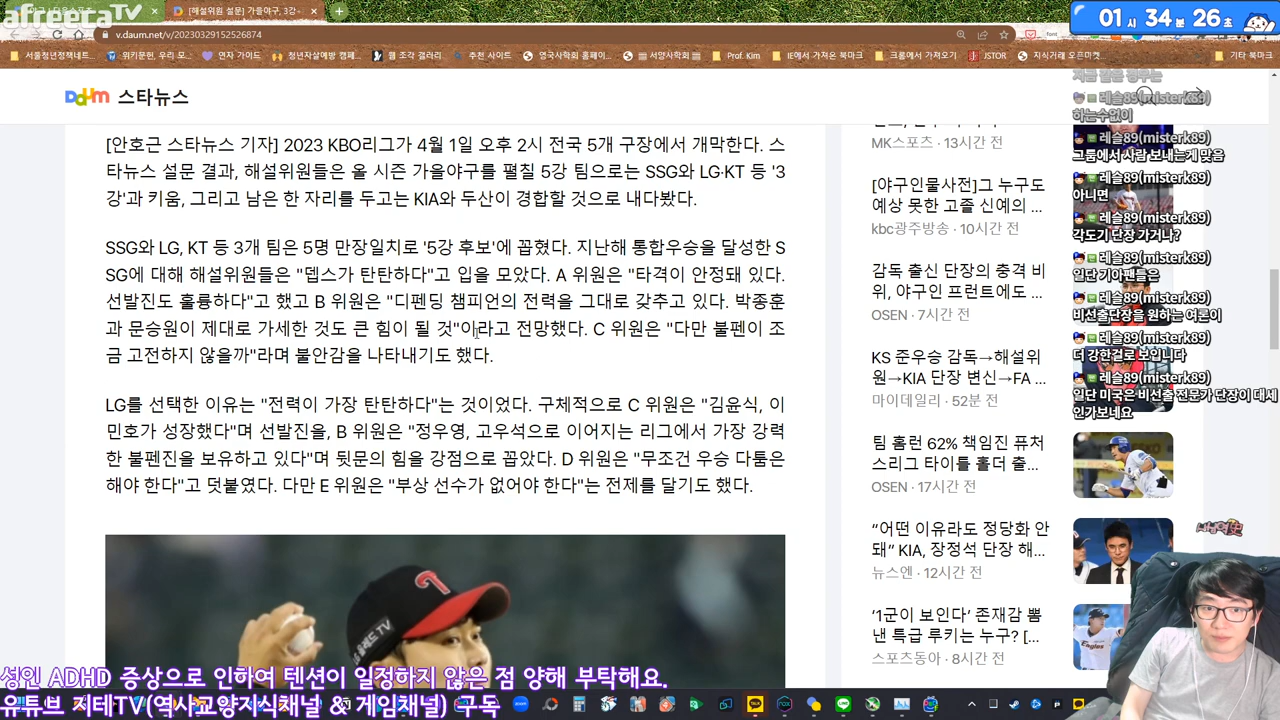 afreecaTV
[해설위원 설문] 가을야구, 3강
01시 34분 26초
v.daum.net/v/20230329152526874
서울청년정책네트...
위키문헌, 우리 모...
연자 가이드
청년자살예방 캠페...
웹 조각 갤러리
추천 사이트
영국사학회 홈페이...
서양사학회
Prof. Kim
IE에서 가져온 북마크
크롬에서 가져오기
JSTOR
지식거래 오픈마켓...
기타 북마크
Daum 스타뉴스
[안호근 스타뉴스 기자] 2023 KBO리그가 4월 1일 오후 2시 전국 5개 구장에서 개막한다. 스
타뉴스 설문 결과, 해설위원들은 올 시즌 가을야구를 펼칠 5강 팀으로는 SSG와 LG·KT 등 '3
강'과 키움, 그리고 남은 한 자리를 두고는 KIA와 두산이 경합할 것으로 내다봤다.
SSG와 LG, KT 등 3개 팀은 5명 만장일치로 '5강 후보'에 꼽혔다. 지난해 통합우승을 달성한 S
SG에 대해 해설위원들은 "뎁스가 탄탄하다"고 입을 모았다. A 위원은 "타격이 안정돼 있다.
선발진도 훌륭하다"고 했고 B 위원은 "디펜딩 챔피언의 전력을 그대로 갖추고 있다. 박종훈
과 문승원이 제대로 가세한 것도 큰 힘이 될 것"이라고 전망했다. C 위원은 "다만 불펜이 조
금 고전하지 않을까"라며 불안감을 나타내기도 했다.
LG를 선택한 이유는 "전력이 가장 탄탄하다"는 것이었다. 구체적으로 C 위원은 "김윤식, 이
민호가 성장했다"며 선발진을, B 위원은 "정우영, 고우석으로 이어지는 리그에서 가장 강력
한 불펜진을 보유하고 있다"며 뒷문의 힘을 강점으로 꼽았다. D 위원은 "무조건 우승 다툼은
해야 한다"고 덧붙였다. 다만 E 위원은 "부상 선수가 없어야 한다"는 전제를 달기도 했다.
MK스포츠 · 13시간 전
[야구인물사전]그 누구도
예상 못한 고졸 신예의 ...
kbc광주방송 · 10시간 전
감독 출신 단장의 충격 비
위, 야구인 프런트에도 ...
OSEN · 7시간 전
KS 준우승 감독→해설위
원→KIA 단장 변신→FA ...
마이데일리 · 52분 전
팀 홈런 62% 책임진 퓨처
스리그 타이틀 홀더 출...
OSEN · 17시간 전
"어떤 이유라도 정당화 안
돼" KIA, 장정석 단장 해...
뉴스엔 · 12시간 전
'1군이 보인다' 존재감 뽐
낸 특급 루키는 누구? [...
스포츠동아 · 8시간 전
지금 같은 경우는
레슬89(misterk89)
하는수없이
레슬89(misterk89)
그룹에서 사람 보내는게 맞음
레슬89(misterk89)
아니면
레슬89(misterk89)
각도기 단장 가거나?
레슬89(misterk89)
일단 기아팬들은
레슬89(misterk89)
비선출단장을 원하는 여론이
레슬89(misterk89)
더 강한걸로 보입니다
레슬89(misterk89)
일단 미국은 비선출 전문가 단장이 대세
인가보네요
성인 ADHD 증상으로 인하여 텐션이 일정하지 않은 점 양해 부탁해요.
유튜브 지테TV(역사교양지식채널 & 게임채널) 구독